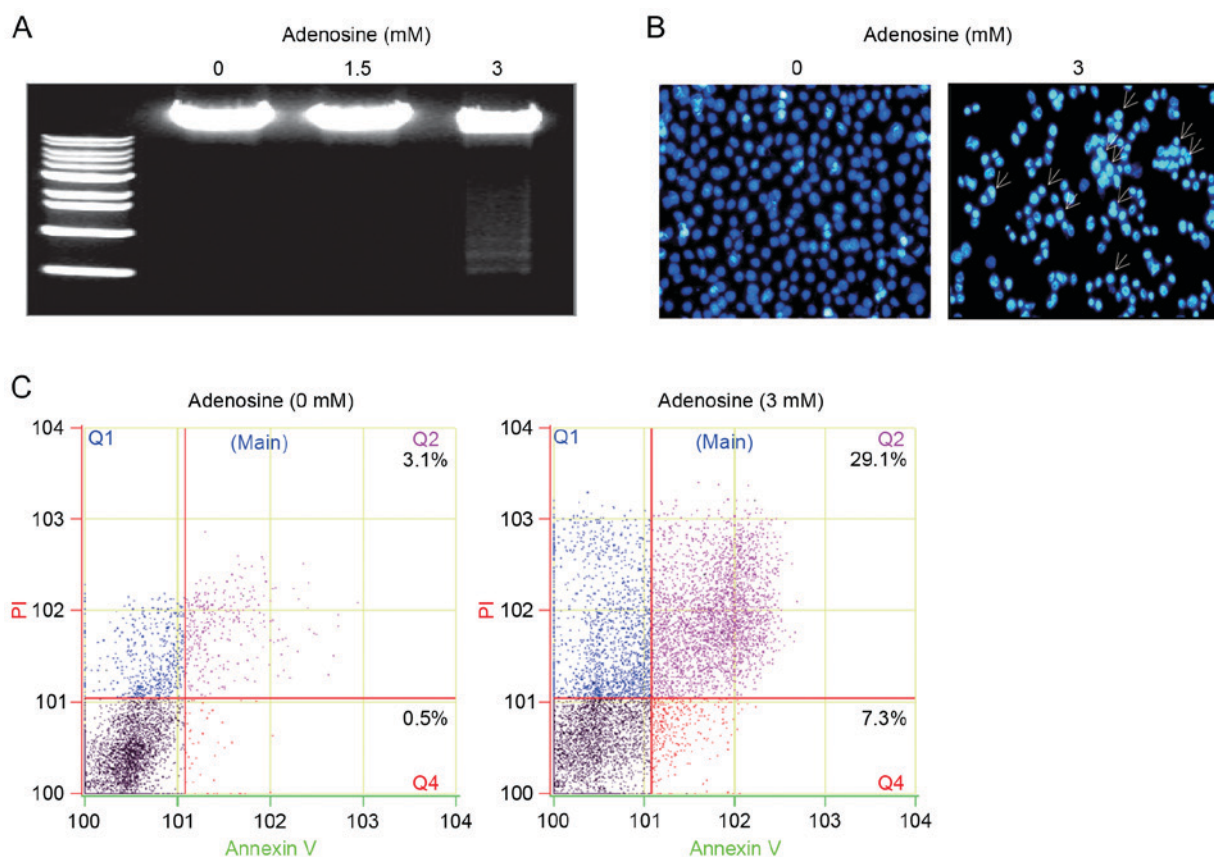 A
Adenosine (mM)
0 1.5 3
B
Adenosine (mM)
0 3
C
Adenosine (0 mM)
104
103
102
101
100
PI
Q1 (Main) Q2
3.1%
0.5%
Q4
100 101 102 103 104
Annexin V
Adenosine (3 mM)
104
103
102
101
100
PI
Q1 (Main) Q2
29.1%
7.3%
Q4
100 101 102 103 104
Annexin V